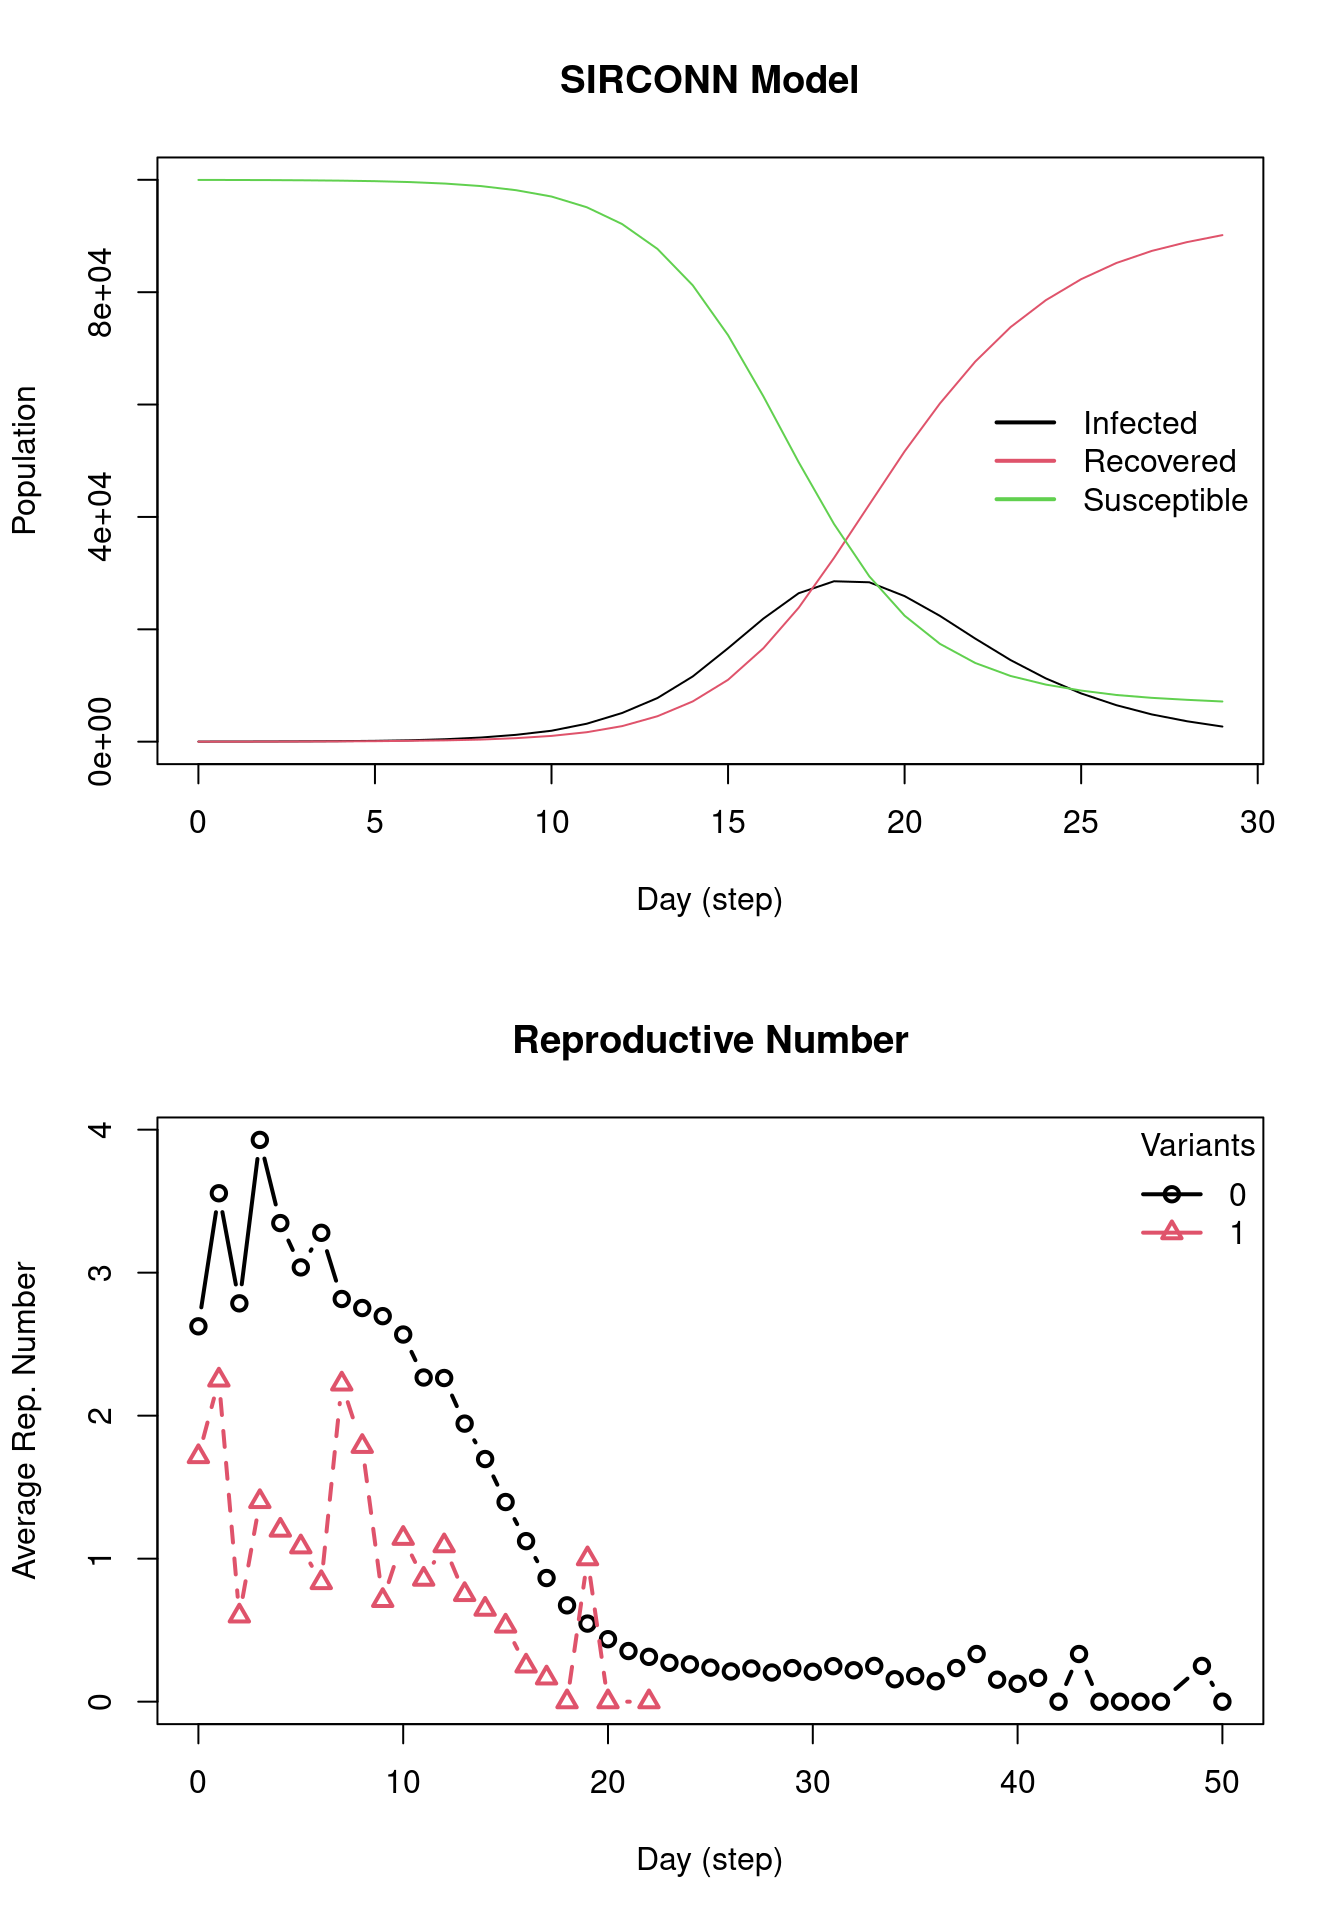 SIRCONN Model
Population
8e+04
4e+04
0e+00
Infected
Recovered
Susceptible
0 5 10 15 20 25 30
Day (step)
Reproductive Number
Average Rep. Number
4
3
2
1
0
Variants
0
1
0 10 20 30 40 50
Day (step)